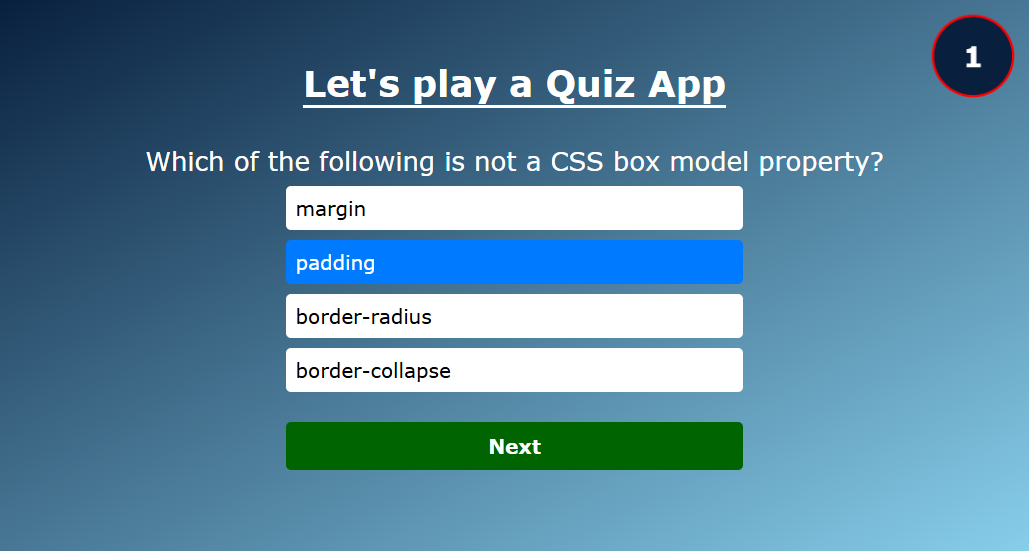 1
Let's play a Quiz App
Which of the following is not a CSS box model property?
margin
padding
border-radius
border-collapse
Next